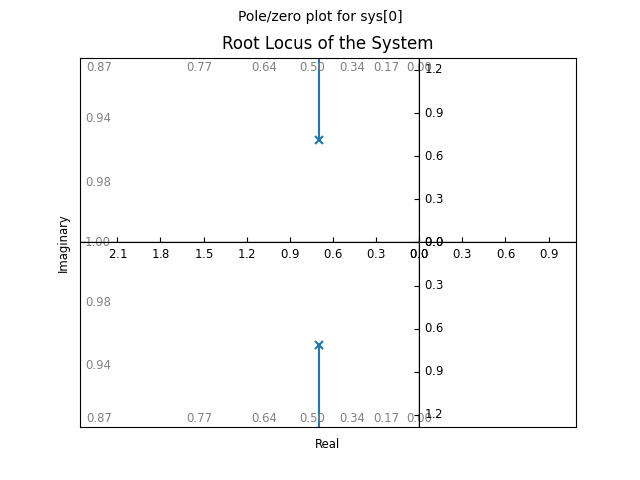 Pole/zero plot for sys[0]
Root Locus of the System
0.87 0.77 0.64 0.50 0.34 0.17 0.00 1.2
0.94 0.9
0.6
0.98
0.3
Imaginary
1.00 0.0
2.1 1.8 1.5 1.2 0.9 0.6 0.3 0.0 0.3 0.6 0.9
0.3
0.98
0.6
0.94 0.9
0.87 0.77 0.64 0.50 0.34 0.17 0.00 1.2
Real